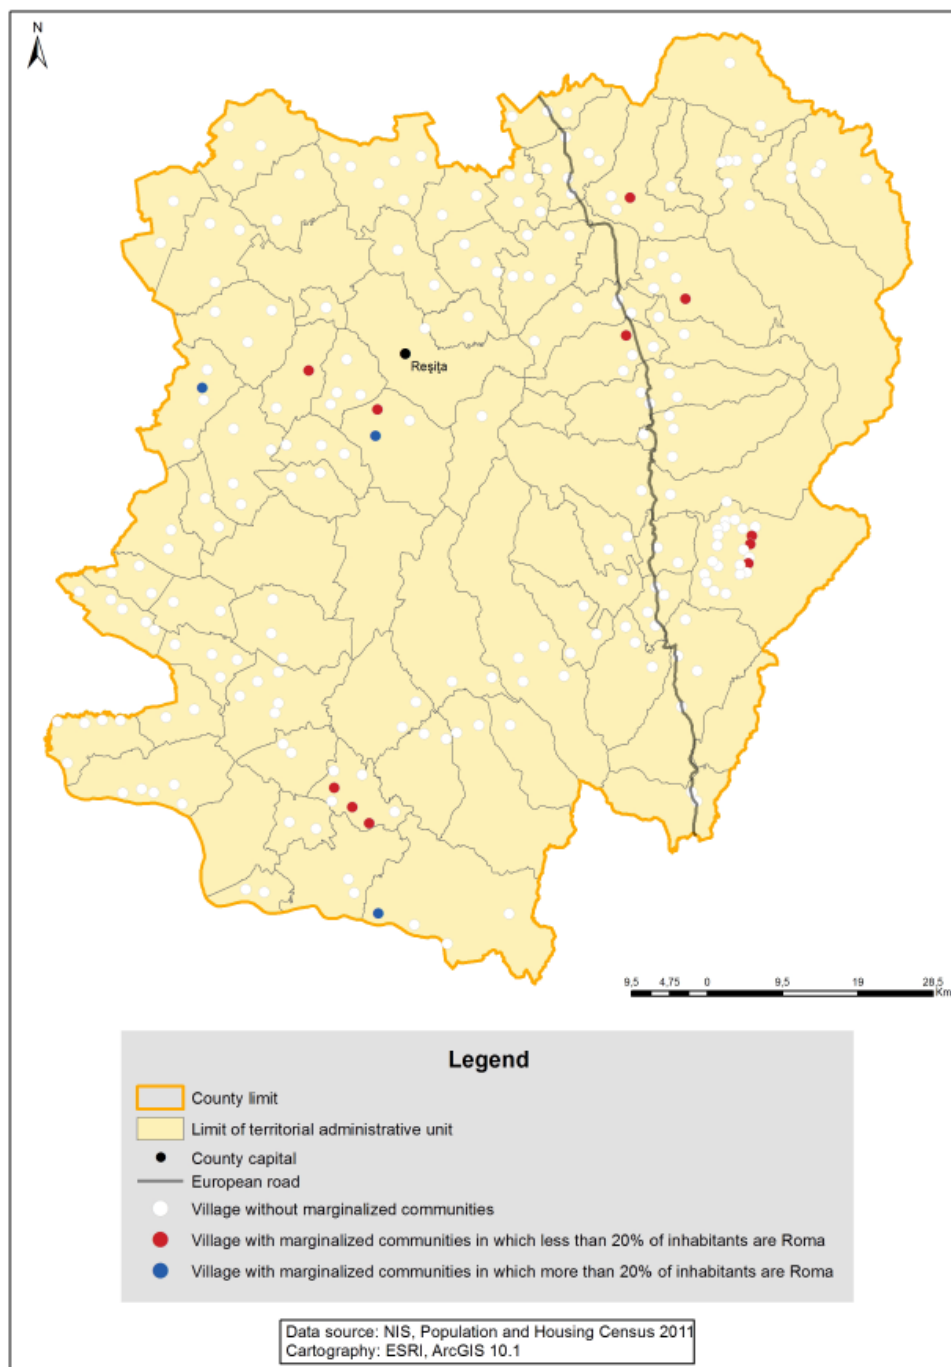 N
Reşiţa
9,5 4,75 0 9,5 19 28,5
Km
Legend
County limit
Limit of territorial administrative unit
County capital
European road
Village without marginalized communities
Village with marginalized communities in which less than 20% of inhabitants are Roma
Village with marginalized communities in which more than 20% of inhabitants are Roma
Data source: NIS, Population and Housing Census 2011
Cartography: ESRI, ArcGIS 10.1